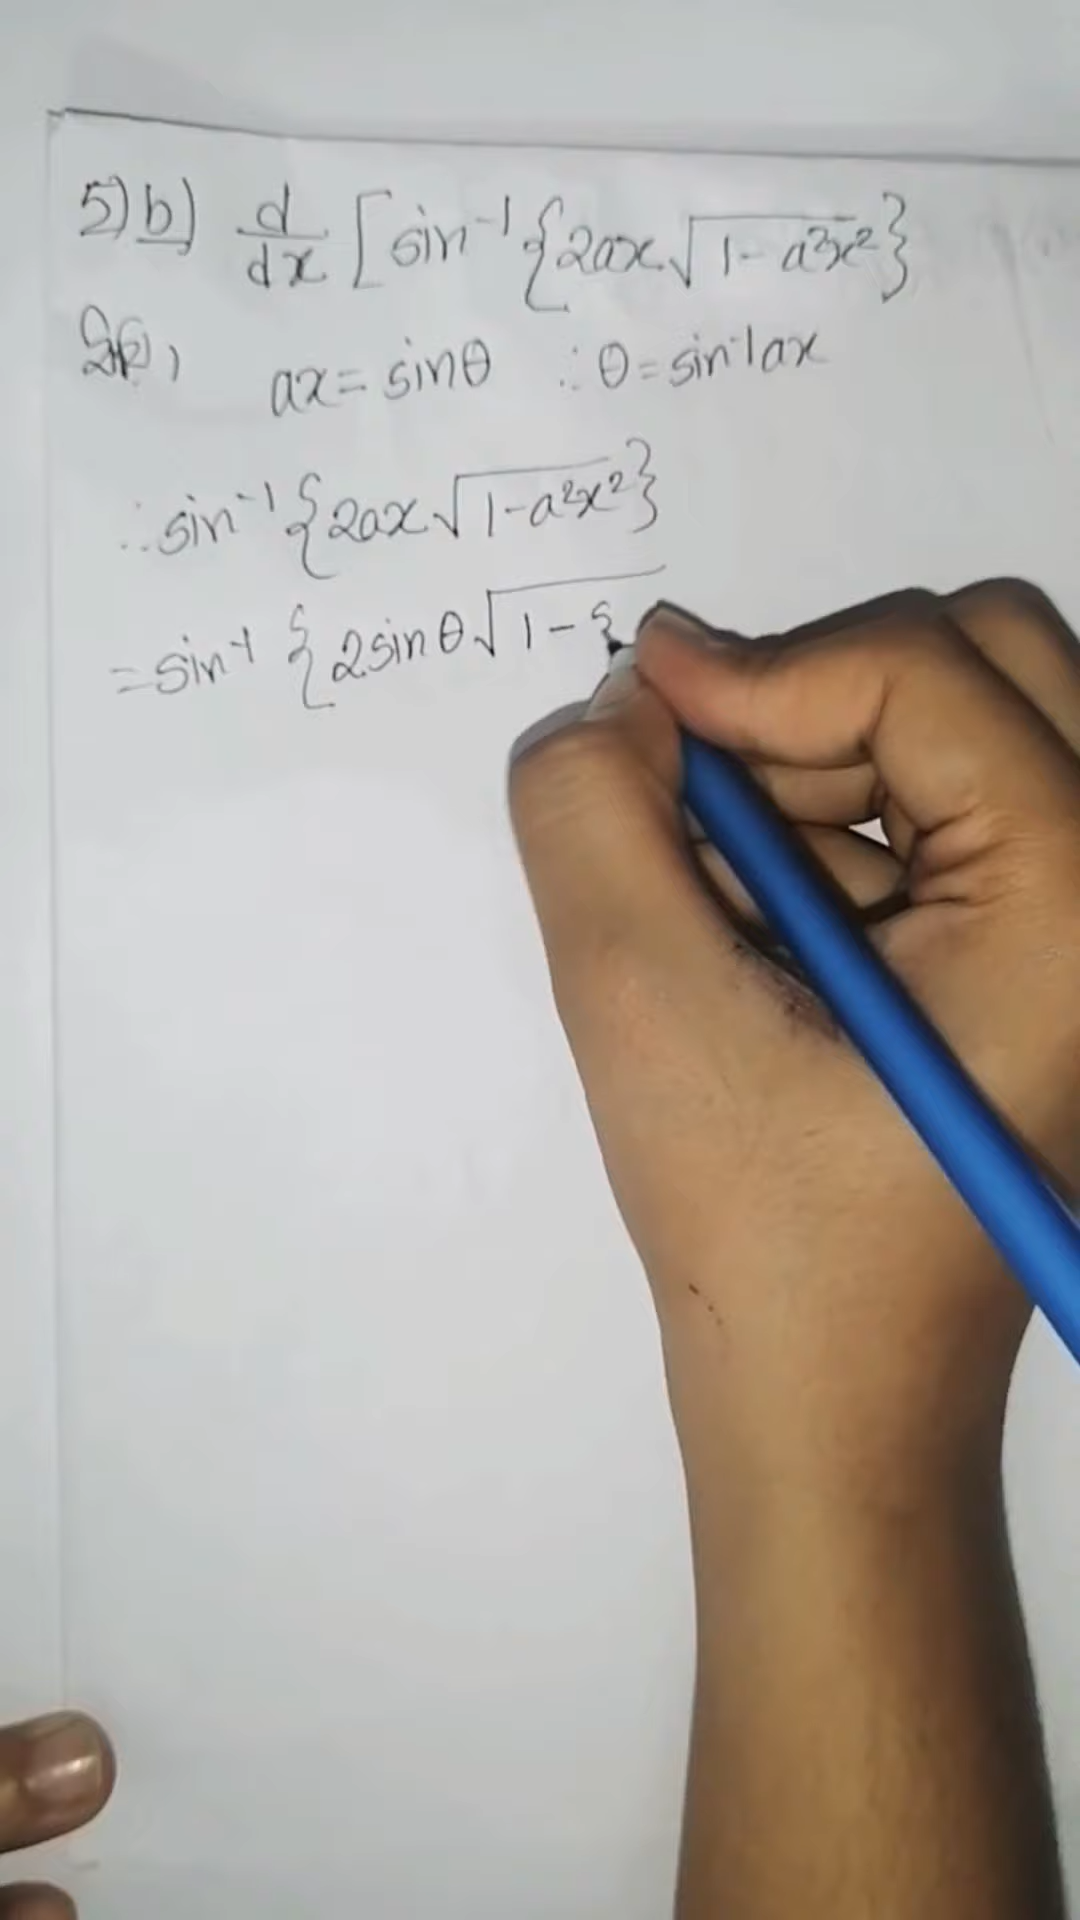 5) b) d/dx [sin⁻¹{2ax√(1-a²x²)}
ax = sinθ ∴ θ = sin⁻¹ax
∴ sin⁻¹{2ax√(1-a²x²)}
= sin⁻¹{2sinθ√(1-